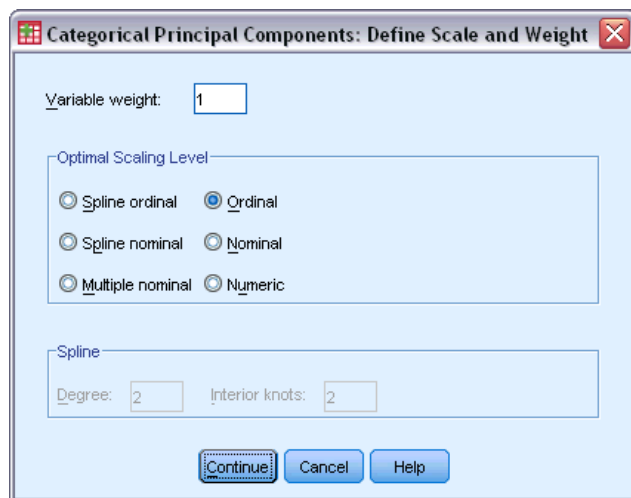 Categorical Principal Components: Define Scale and Weight
Variable weight: 1
Optimal Scaling Level
Spline ordinal Ordinal
Spline nominal Nominal
Multiple nominal Numeric
Spline
Degree: 2 Interior knots: 2
Continue Cancel Help